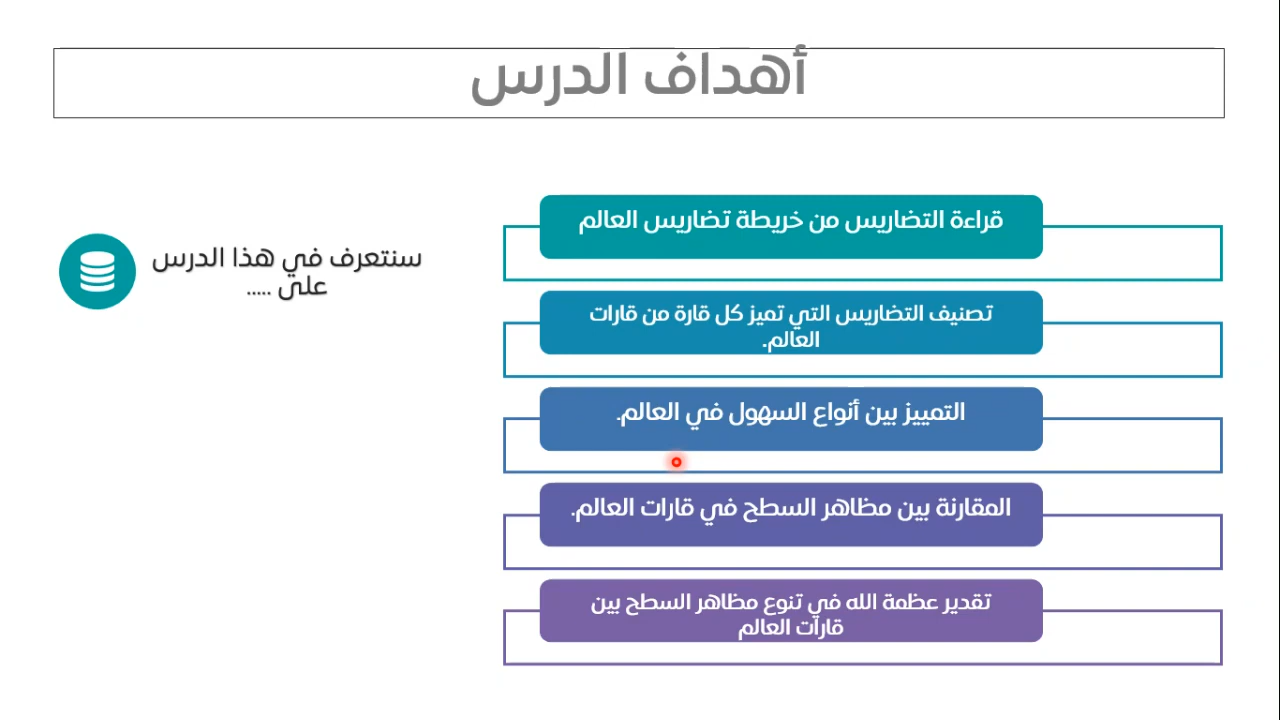 أهداف الدرس
سنتعرف في هذا الدرس
على .....
قراءة التضاريس من خريطة تضاريس العالم
تصنيف التضاريس التي تميز كل قارة من قارات
العالم.
التمييز بين أنواع السهول في العالم.
المقارنة بين مظاهر السطح في قارات العالم.
تقدير عظمة الله في تنوع مظاهر السطح بين
قارات العالم